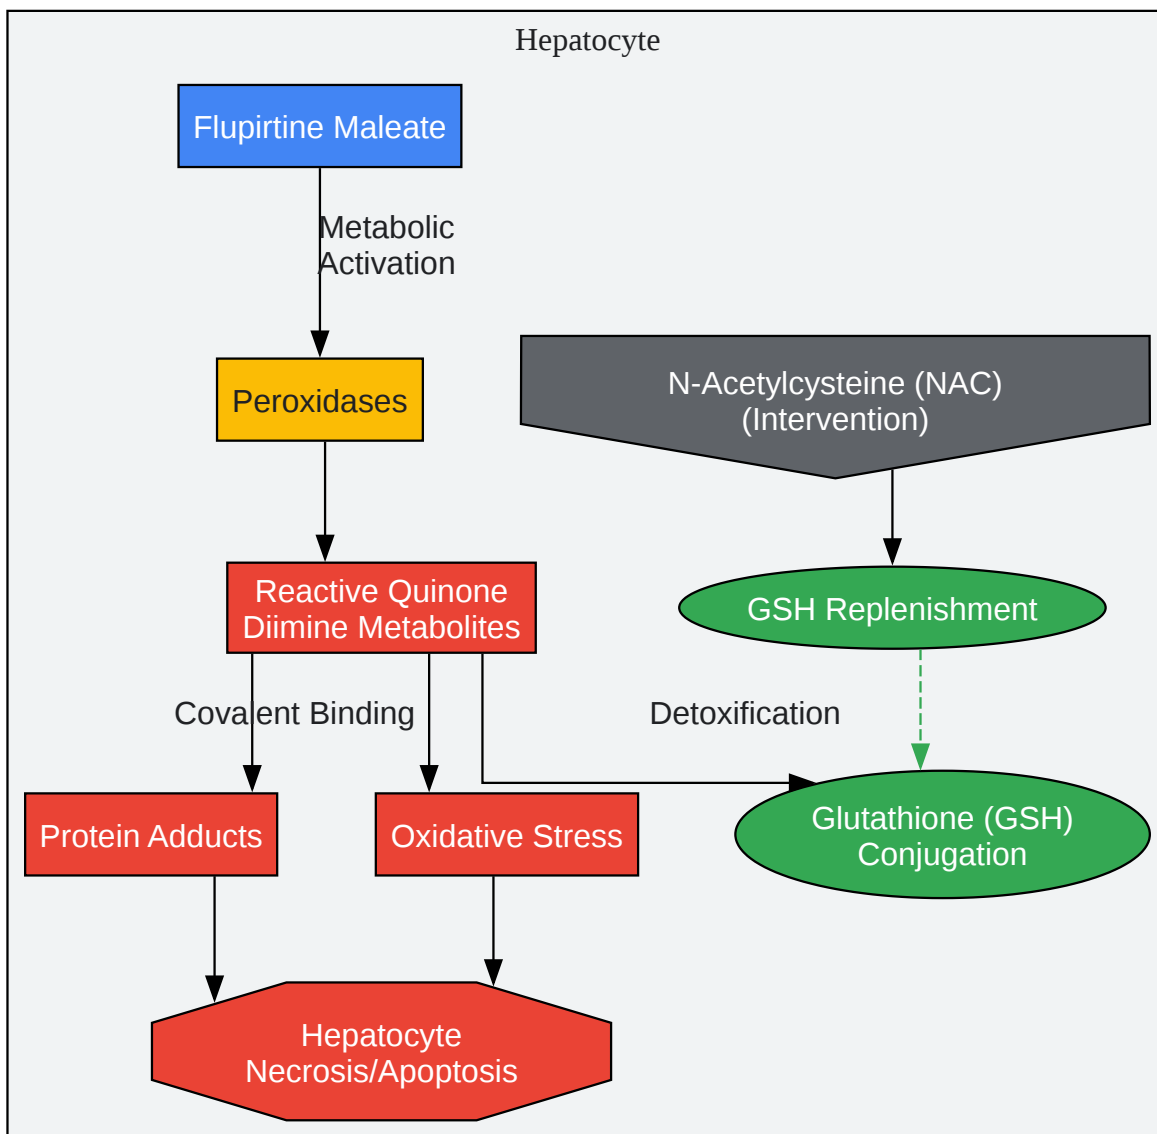 Hepatocyte
Flupirtine Maleate
Metabolic
Activation
Peroxidases
N-Acetylcysteine (NAC)
(Intervention)
Reactive Quinone
Diimine Metabolites
GSH Replenishment
Covalent Binding
Detoxification
Protein Adducts
Oxidative Stress
Glutathione (GSH)
Conjugation
Hepatocyte
Necrosis/Apoptosis